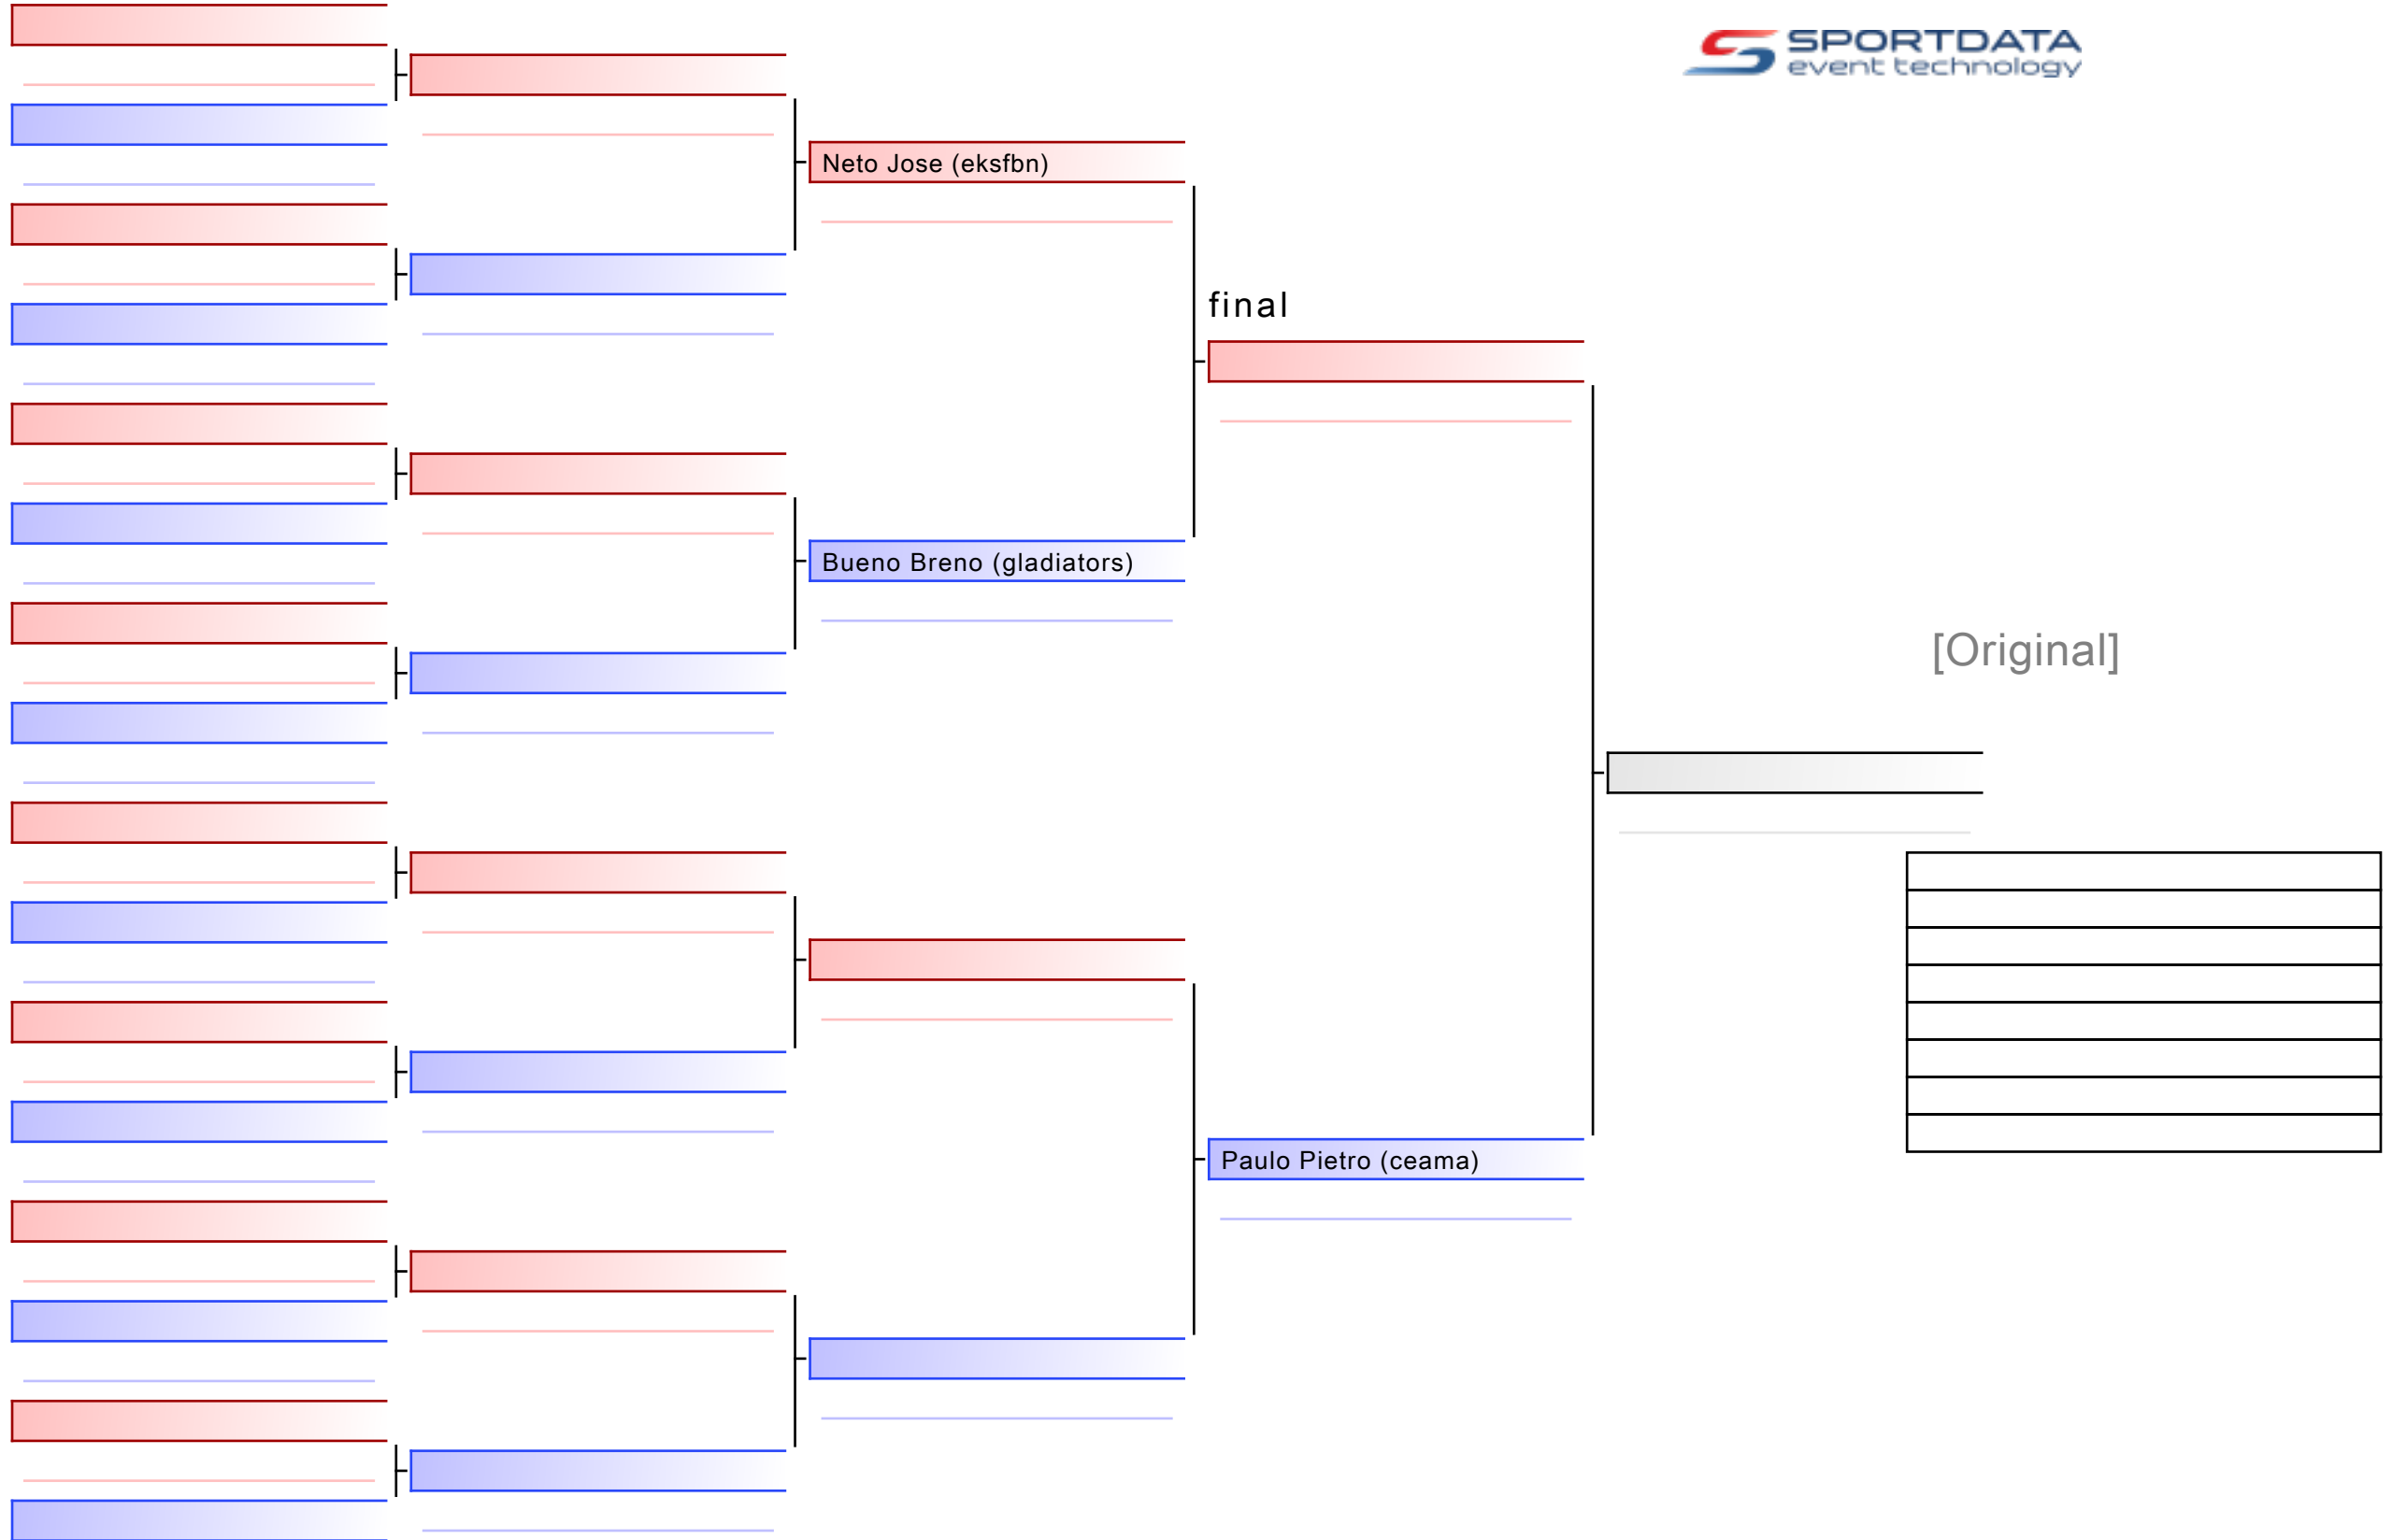 SPORTDATA
event technology
Neto Jose (eksfbn)
final
Bueno Breno (gladiators)
[Original]
Paulo Pietro (ceama)